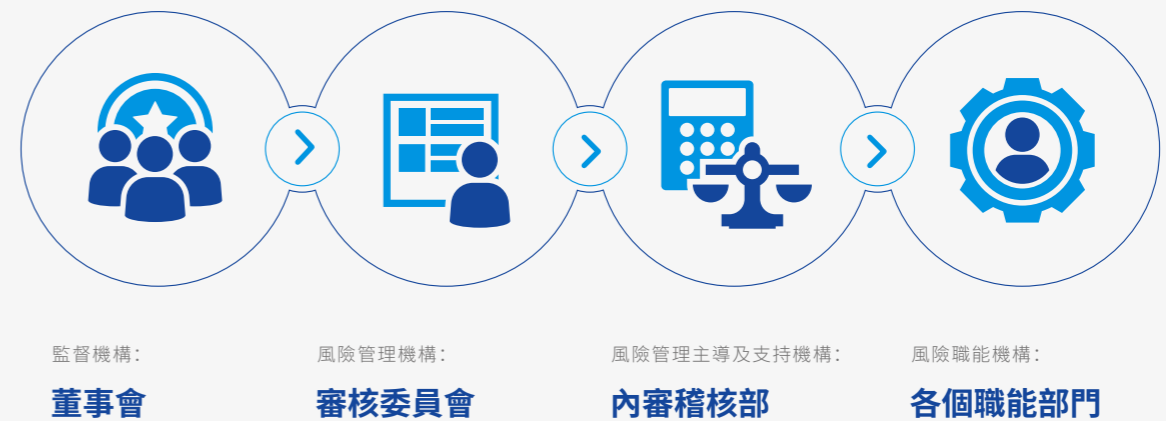 監督機構：
董事會
風險管理機構：
審核委員會
風險管理主導及支持機構：
內審稽核部
風險職能機構：
各個職能部門